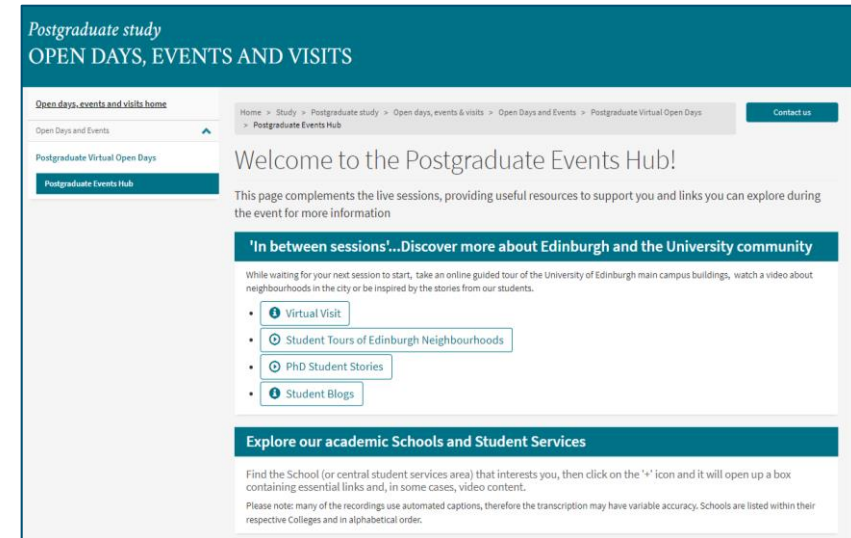 Postgraduate study
OPEN DAYS, EVENTS AND VISITS
Open days, events and visits home
Open Days and Events
Postgraduate Virtual Open Days
Postgraduate Events Hub
Home > Study > Postgraduate study > Open days, events & visits > Open Days and Events > Postgraduate Virtual Open Days
> Postgraduate Events Hub
Contact us
Welcome to the Postgraduate Events Hub!
This page complements the live sessions, providing useful resources to support you and links you can explore during
the event for more information
'In between sessions'...Discover more about Edinburgh and the University community
While waiting for your next session to start, take an online guided tour of the University of Edinburgh main campus buildings, watch a video about
neighbourhoods in the city or be inspired by the stories from our students.
• Virtual Visit
• Student Tours of Edinburgh Neighbourhoods
• PhD Student Stories
• Student Blogs
Explore our academic Schools and Student Services
Find the School (or central student services area) that interests you, then click on the '+' icon and it will open up a box
containing essential links and, in some cases, video content.
Please note: many of the recordings use automated captions, therefore the transcription may have variable accuracy. Schools are listed within their
respective Colleges and in alphabetical order.